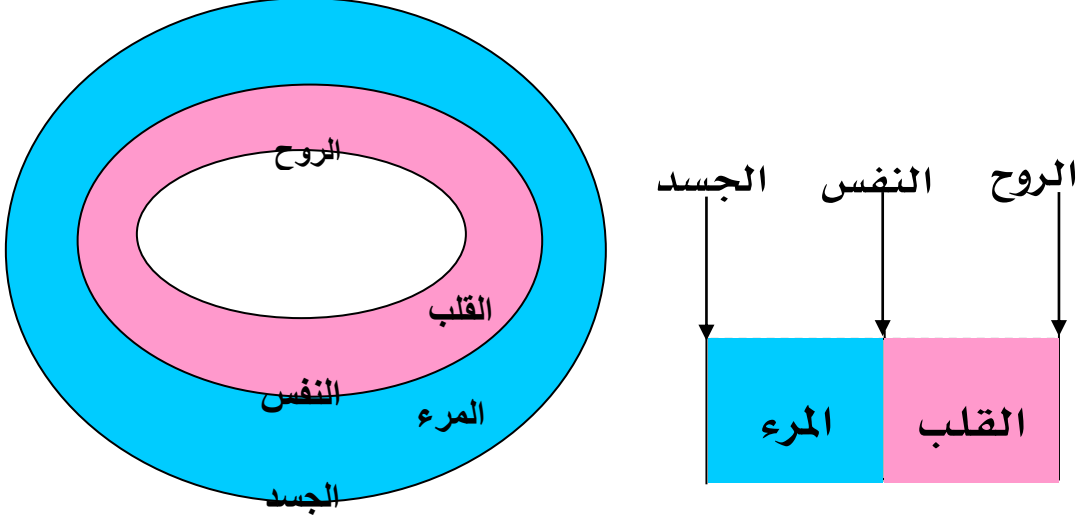 الروح
القلب
النفس
المرء
الجسد
الروح النفس الجسد
القلب المرء